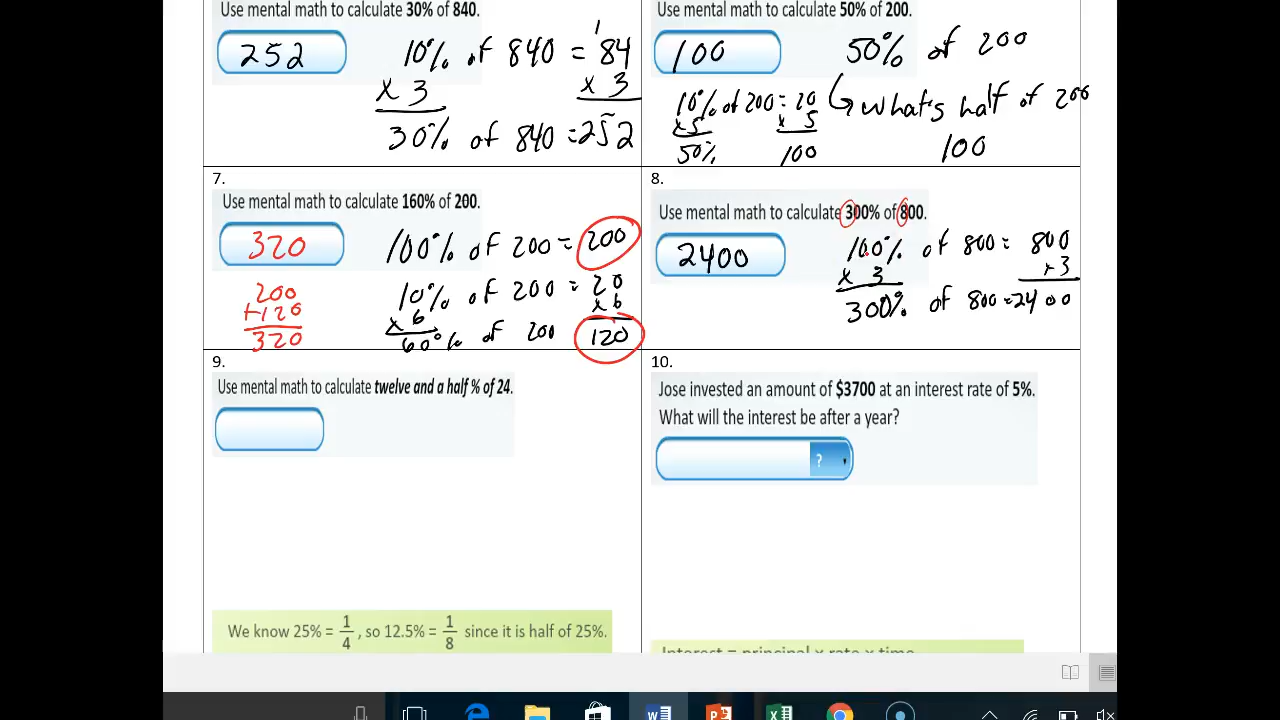 Use mental math to calculate 30% of 840.
252
10% of 840 = 84
1
x 3 x 3
30% of 840 = 252
Use mental math to calculate 50% of 200.
100
50% of 200
10% of 200 = 20
What's half of 200
x 5 x 5
50% 100
100
7.
Use mental math to calculate 160% of 200.
320
100% of 200 = 200
200
+120
320
10% of 200 = 20
x 6 x 6
60% of 200 120
8.
Use mental math to calculate 300% of 800.
2400
100% of 800 = 800
x 3 x 3
300% of 800 = 2400
9.
Use mental math to calculate twelve and a half % of 24.
We know 25% = 1/4, so 12.5% = 1/8 since it is half of 25%.
10.
Jose invested an amount of $3700 at an interest rate of 5%.
What will the interest be after a year?
?
Interest = principal x rate x time